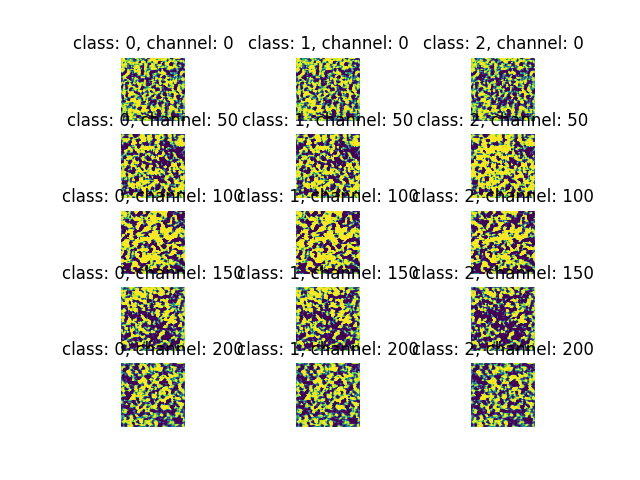 class: 0, channel: 0 class: 1, channel: 0 class: 2, channel: 0
class: 0, channel: 50 class: 1, channel: 50 class: 2, channel: 50
class: 0, channel: 100 class: 1, channel: 100 class: 2, channel: 100
class: 0, channel: 150 class: 1, channel: 150 class: 2, channel: 150
class: 0, channel: 200 class: 1, channel: 200 class: 2, channel: 200